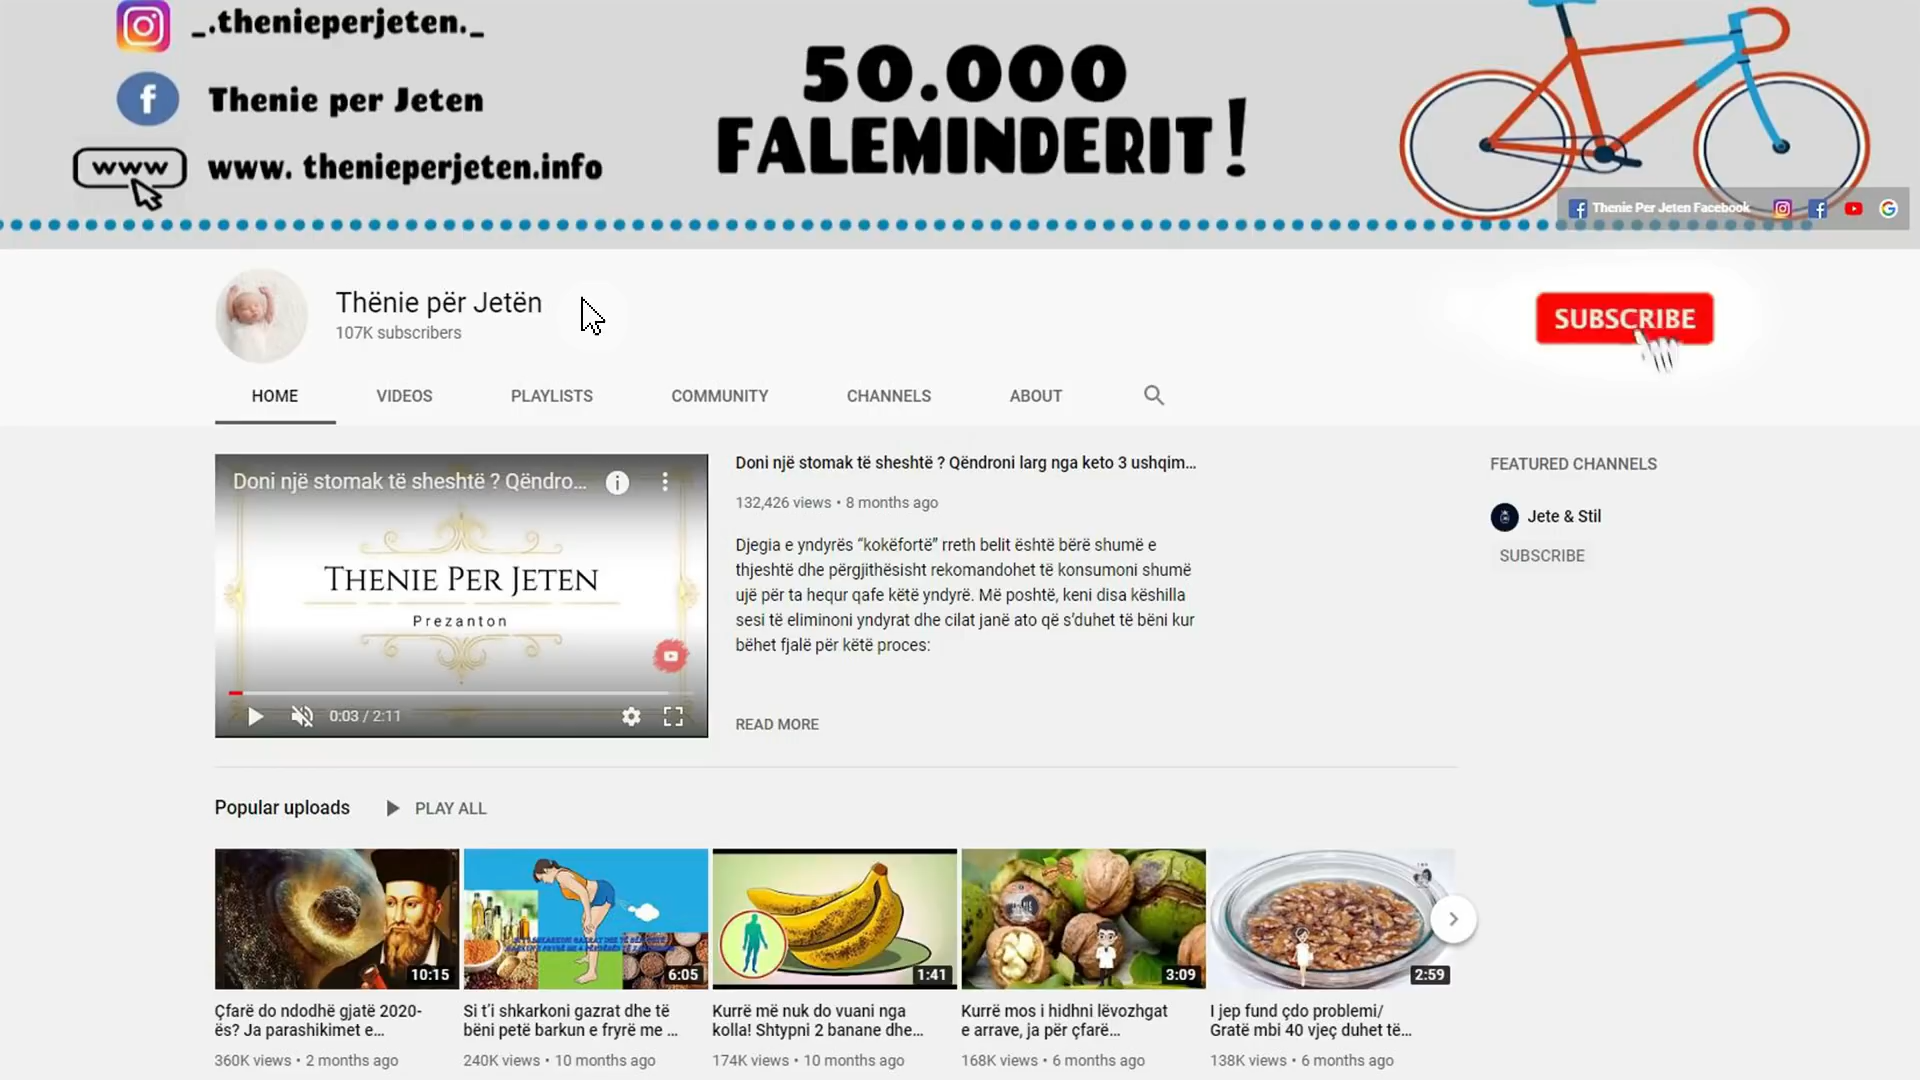 _.thenieperjeten._
Thenie per Jeten
www
www. thenieperjeten.info
50.000
FALEMINDERIT!
Thenie Per Jeten Facebook
Thënie për Jetën
107K subscribers
SUBSCRIBE
HOME
VIDEOS
PLAYLISTS
COMMUNITY
CHANNELS
ABOUT
Doni një stomak të sheshtë ? Qëndro...
THENIE PER JETEN
Prezanton
0:03 / 2:11
Doni një stomak të sheshtë ? Qëndroni larg nga keto 3 ushqim...
132,426 views • 8 months ago
Djegia e yndyrës “kokëfortë” rreth belit është bërë shumë e
thjeshtë dhe përgjithësisht rekomandohet të konsumoni shumë
ujë për ta hequr qafe këtë yndyrë. Më poshtë, keni disa këshilla
sesi të eliminoni yndyrat dhe cilat janë ato që s’duhet të bëni kur
bëhet fjalë për këtë proces:
READ MORE
FEATURED CHANNELS
Jete & Stil
SUBSCRIBE
Popular uploads
PLAY ALL
10:15
6:05
1:41
3:09
2:59
Çfarë do ndodhë gjatë 2020-
ës? Ja parashikimet e...
360K views • 2 months ago
Si t’i shkarkoni gazrat dhe të
bëni petë barkun e fryrë me ...
240K views • 10 months ago
Kurrë më nuk do vuani nga
kolla! Shtypni 2 banane dhe...
174K views • 10 months ago
Kurrë mos i hidhni lëvozhgat
e arrave, ja për çfarë...
168K views • 6 months ago
I jep fund çdo problemi/
Gratë mbi 40 vjeç duhet të...
138K views • 6 months ago